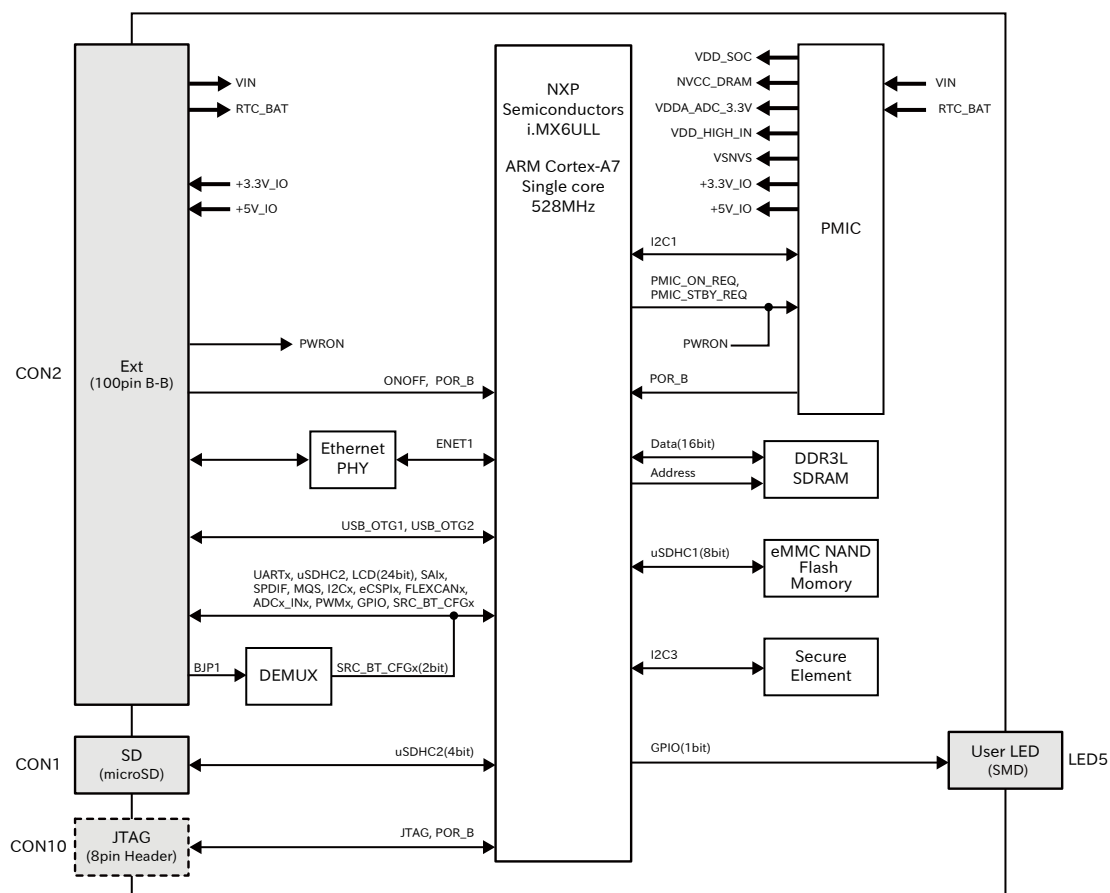 CON2
Ext
(100pin B-B)
VIN
RTC_BAT
+3.3V_IO
+5V_IO
PWRON
ONOFF, POR_B
Ethernet
PHY
ENET1
USB_OTG1, USB_OTG2
UARTx, uSDHC2, LCD(24bit), SAIx,
SPDIF, MQS, I2Cx, eCSPIx, FLEXCANx,
ADCx_INx, PWMx, GPIO, SRC_BT_CFGx
BJP1
DEMUX
SRC_BT_CFGx(2bit)
CON1
SD
(microSD)
uSDHC2(4bit)
CON10
JTAG
(8pin Header)
JTAG, POR_B
NXP
Semiconductors
i.MX6ULL
ARM Cortex-A7
Single core
528MHz
VDD_SOC
NVCC_DRAM
VDDA_ADC_3.3V
VDD_HIGH_IN
VSNVS
+3.3V_IO
+5V_IO
PMIC
VIN
RTC_BAT
I2C1
PMIC_ON_REQ,
PMIC_STBY_REQ
PWRON
POR_B
Data(16bit)
Address
DDR3L
SDRAM
uSDHC1(8bit)
eMMC NAND
Flash
Momory
I2C3
Secure
Element
GPIO(1bit)
User LED
(SMD)
LED5